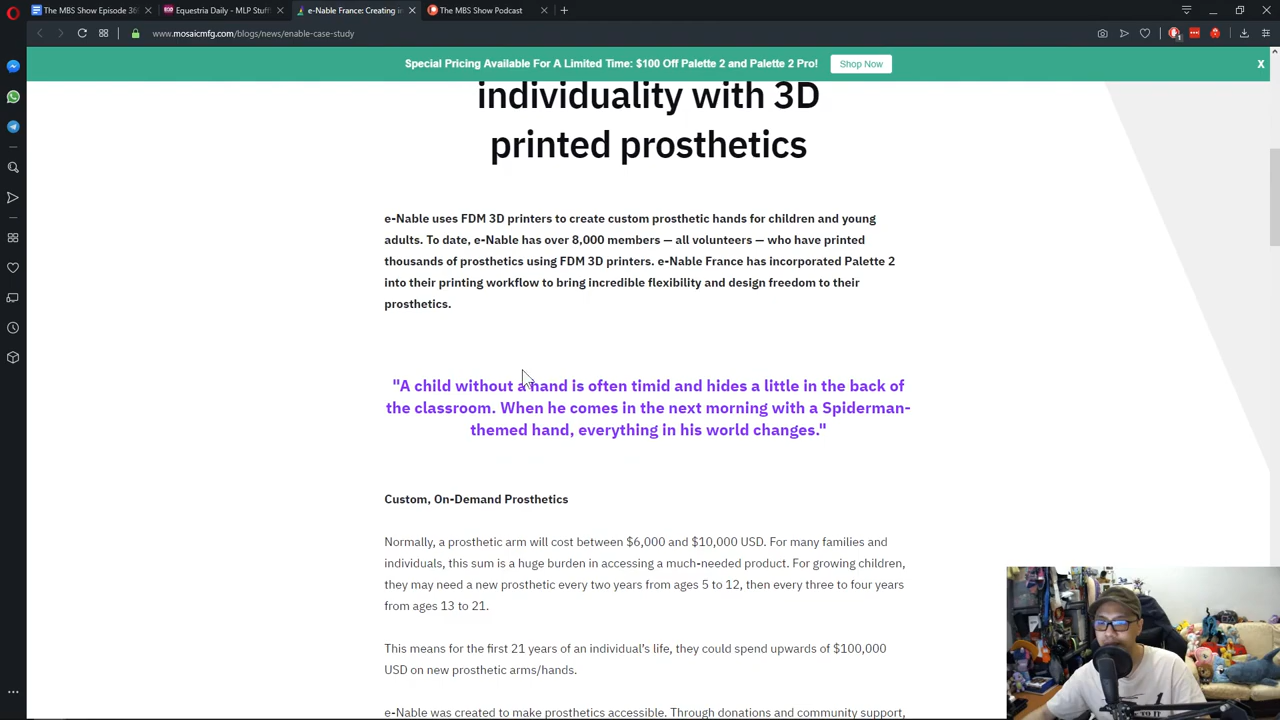 The MBS Show Episode 36
Equestria Daily - MLP Stuf
e-Nable France: Creating in
The MBS Show Podcast
www.mosaicmfg.com/blogs/news/enable-case-study
1
Special Pricing Available For A Limited Time: $100 Off Palette 2 and Palette 2 Pro!
Shop Now
X
individuality with 3D
printed prosthetics
e-Nable uses FDM 3D printers to create custom prosthetic hands for children and young
adults. To date, e-Nable has over 8,000 members — all volunteers — who have printed
thousands of prosthetics using FDM 3D printers. e-Nable France has incorporated Palette 2
into their printing workflow to bring incredible flexibility and design freedom to their
prosthetics.
"A child without a hand is often timid and hides a little in the back of
the classroom. When he comes in the next morning with a Spiderman-
themed hand, everything in his world changes."
Custom, On-Demand Prosthetics
Normally, a prosthetic arm will cost between $6,000 and $10,000 USD. For many families and
individuals, this sum is a huge burden in accessing a much-needed product. For growing children,
they may need a new prosthetic every two years from ages 5 to 12, then every three to four years
from ages 13 to 21.
This means for the first 21 years of an individual's life, they could spend upwards of $100,000
USD on new prosthetic arms/hands.
e-Nable was created to make prosthetics accessible. Through donations and community support,